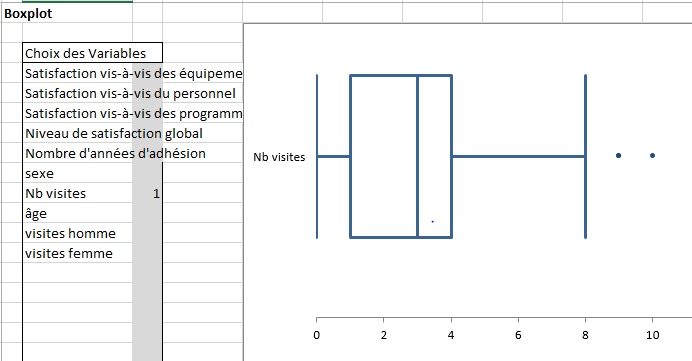 Boxplot
Choix des Variables
Satisfaction vis-à-vis des équipeme
Satisfaction vis-à-vis du personnel
Satisfaction vis-à-vis des programm
Niveau de satisfaction global
Nombre d'années d'adhésion
sexe
Nb visites 1
âge
visites homme
visites femme
Nb visites
0 2 4 6 8 10